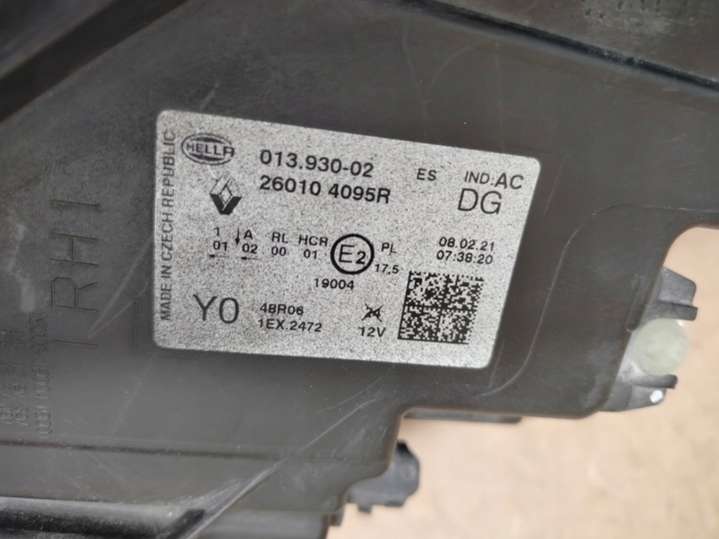 HELLA
013.930-02
ES
IND:AC
26010 4095R
DG
MADE IN CZECH REPUBLIC
1 A RL HCR E2 PL
01 02 00 01 17,5
19004
08.02.21
07:38:20
Y0
48R06
1EX.2472
24
12V
RH1